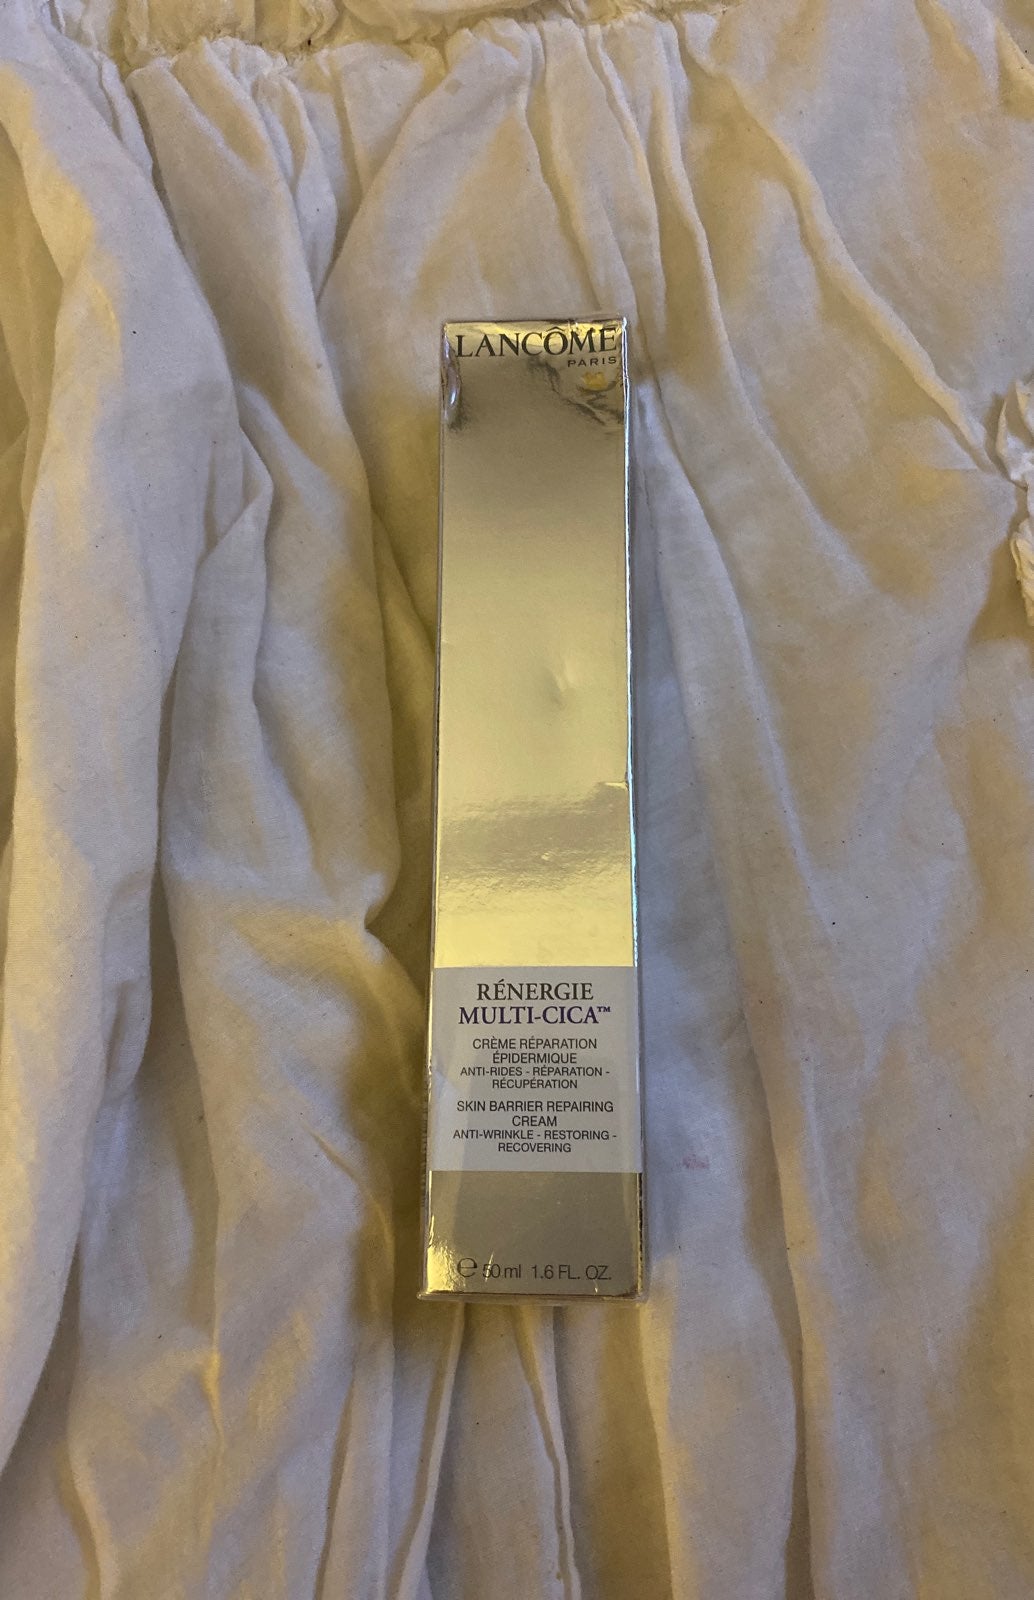 LANCÔME
PARIS
RÉNERGIE
MULTI-CICA™
CRÈME RÉPARATION
ÉPIDERMIQUE
ANTI-RIDES - RÉPARATION -
RÉCUPÉRATION
SKIN BARRIER REPAIRING
CREAM
ANTI-WRINKLE - RESTORING -
RECOVERING
℮ 50 ml 1.6 FL. OZ.